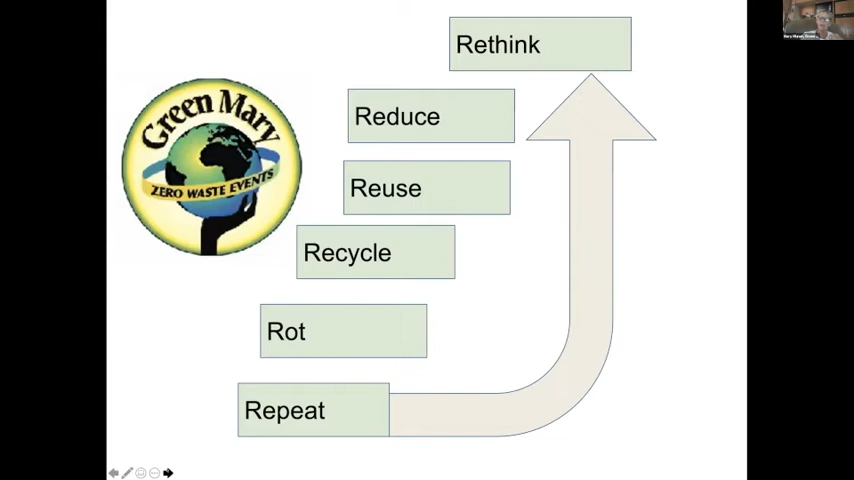 Rethink
Green Mary
ZERO WASTE EVENTS
Reduce
Reuse
Recycle
Rot
Repeat